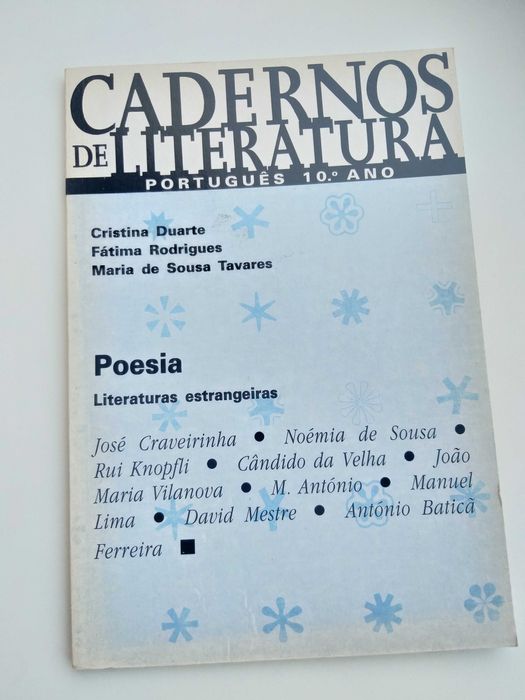 CADERNOS
DE LITERATURA
PORTUGUÊS 10.º ANO
Cristina Duarte
Fátima Rodrigues
Maria de Sousa Tavares
Poesia
Literaturas estrangeiras
José Craveirinha • Noémia de Sousa •
Rui Knopfli • Cândido da Velha • João
Maria Vilanova • M. António • Manuel
Lima • David Mestre • António Baticã
Ferreira ■